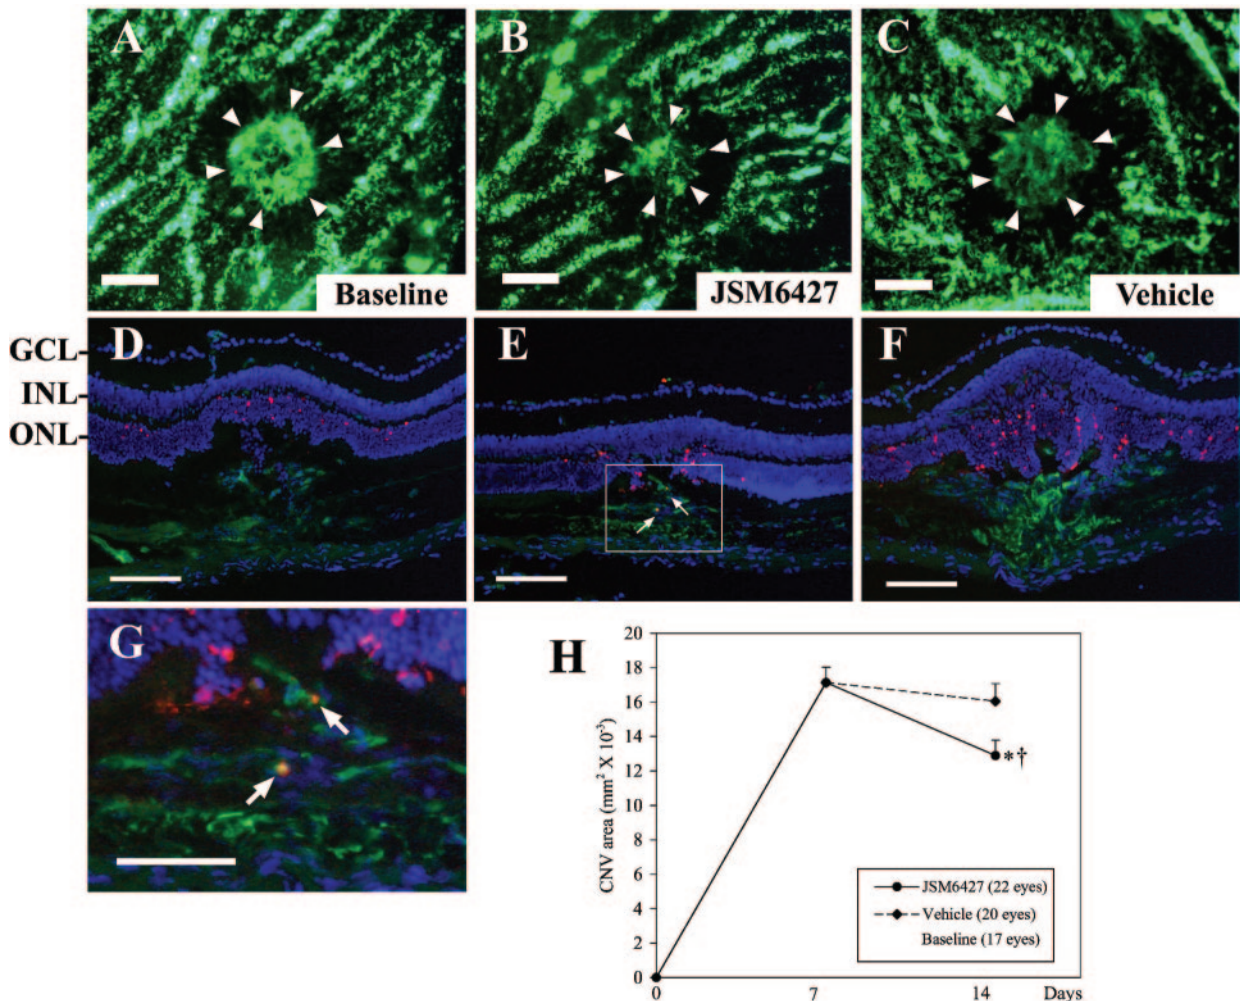 A
B
C
Baseline
JSM6427
Vehicle
GCL
INL
ONL
D
E
F
G
H
20
18
16
14
12
10
8
6
4
2
0
CNV area (mm² X 10⁻³)
*†
JSM6427 (22 eyes)
Vehicle (20 eyes)
Baseline (17 eyes)
0
7
14
Days